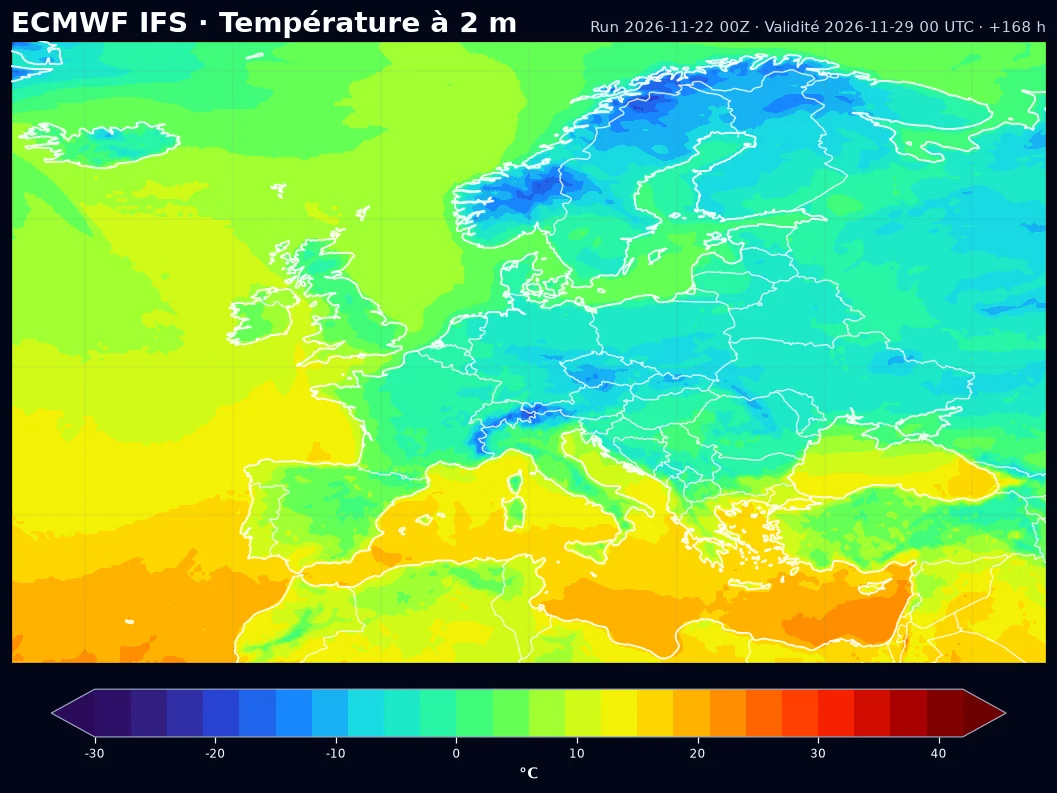 ECMWF IFS · Température à 2 m
Run 2026-11-22 00Z · Validité 2026-11-29 00 UTC · +168 h
-30 -20 -10 0 10 20 30 40
°C